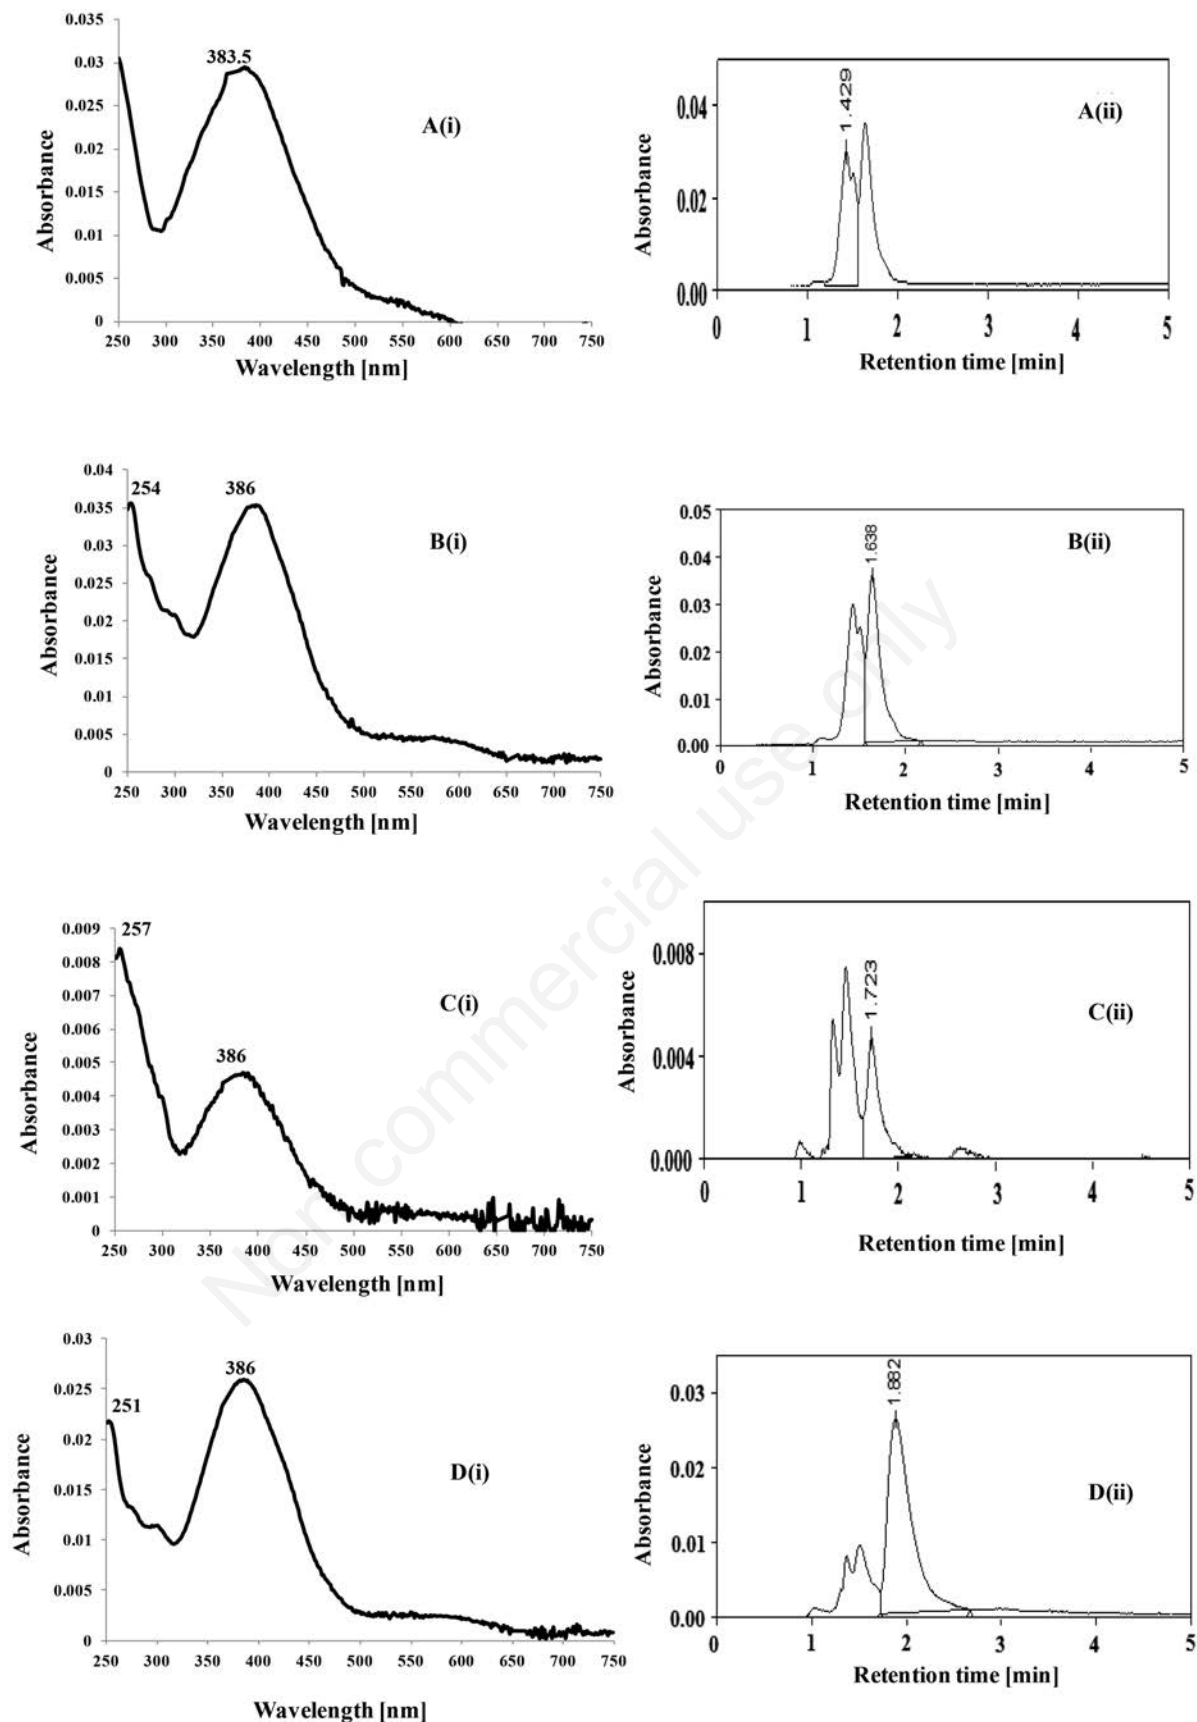 0.035
0.03
0.025
0.02
0.015
0.01
0.005
0
Absorbance
383.5
A(i)
250 300 350 400 450 500 550 600 650 700 750
Wavelength [nm]
0.04
0.02
0.00
Absorbance
1.429
A(ii)
0 1 2 3 4 5
Retention time [min]
0.04
0.035
0.03
0.025
0.02
0.015
0.01
0.005
0
Absorbance
254
386
B(i)
250 300 350 400 450 500 550 600 650 700 750
Wavelength [nm]
0.05
0.04
0.03
0.02
0.01
0.00
Absorbance
1.638
B(ii)
0 1 2 3 4 5
Retention time [min]
0.009
0.008
0.007
0.006
0.005
0.004
0.003
0.002
0.001
0
Absorbance
257
386
C(i)
250 300 350 400 450 500 550 600 650 700 750
Wavelength [nm]
0.008
0.004
0.000
Absorbance
1.723
C(ii)
0 1 2 3 4 5
Retention time [min]
0.03
0.025
0.02
0.015
0.01
0.005
0
Absorbance
251
386
D(i)
250 300 350 400 450 500 550 600 650 700 750
Wavelength [nm]
0.03
0.02
0.01
0.00
Absorbance
1.882
D(ii)
0 1 2 3 4 5
Retention time [min]
Non commercial use only